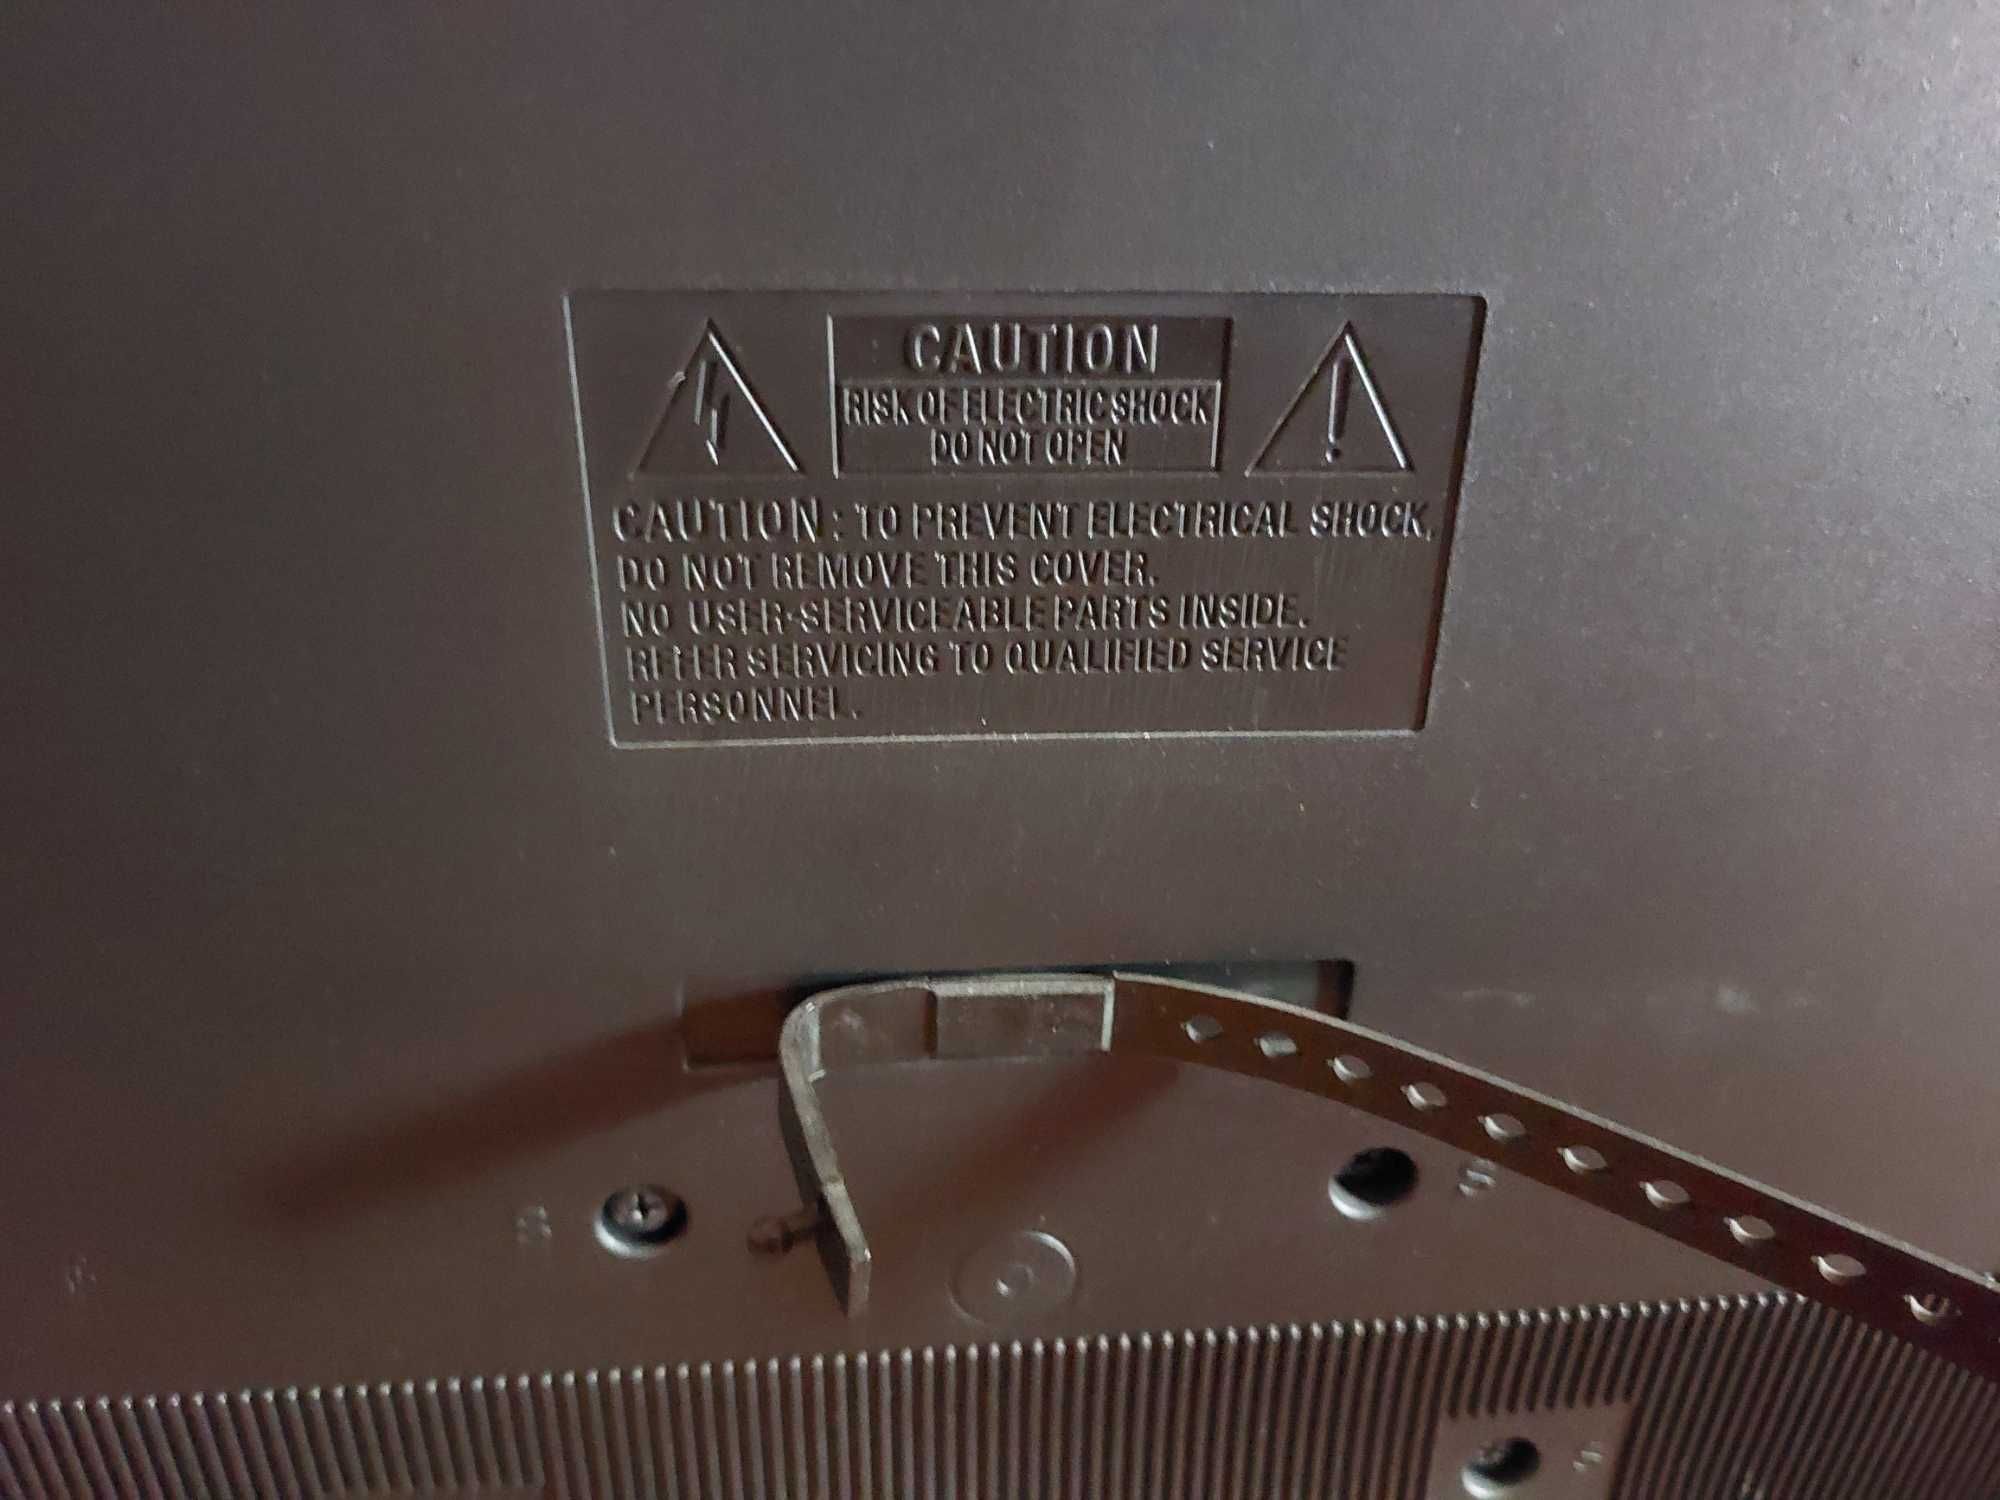 CAUTION
RISK OF ELECTRIC SHOCK
DO NOT OPEN
CAUTION: TO PREVENT ELECTRICAL SHOCK,
DO NOT REMOVE THIS COVER.
NO USER-SERVICEABLE PARTS INSIDE.
REFER SERVICING TO QUALIFIED SERVICE
PERSONNEL.